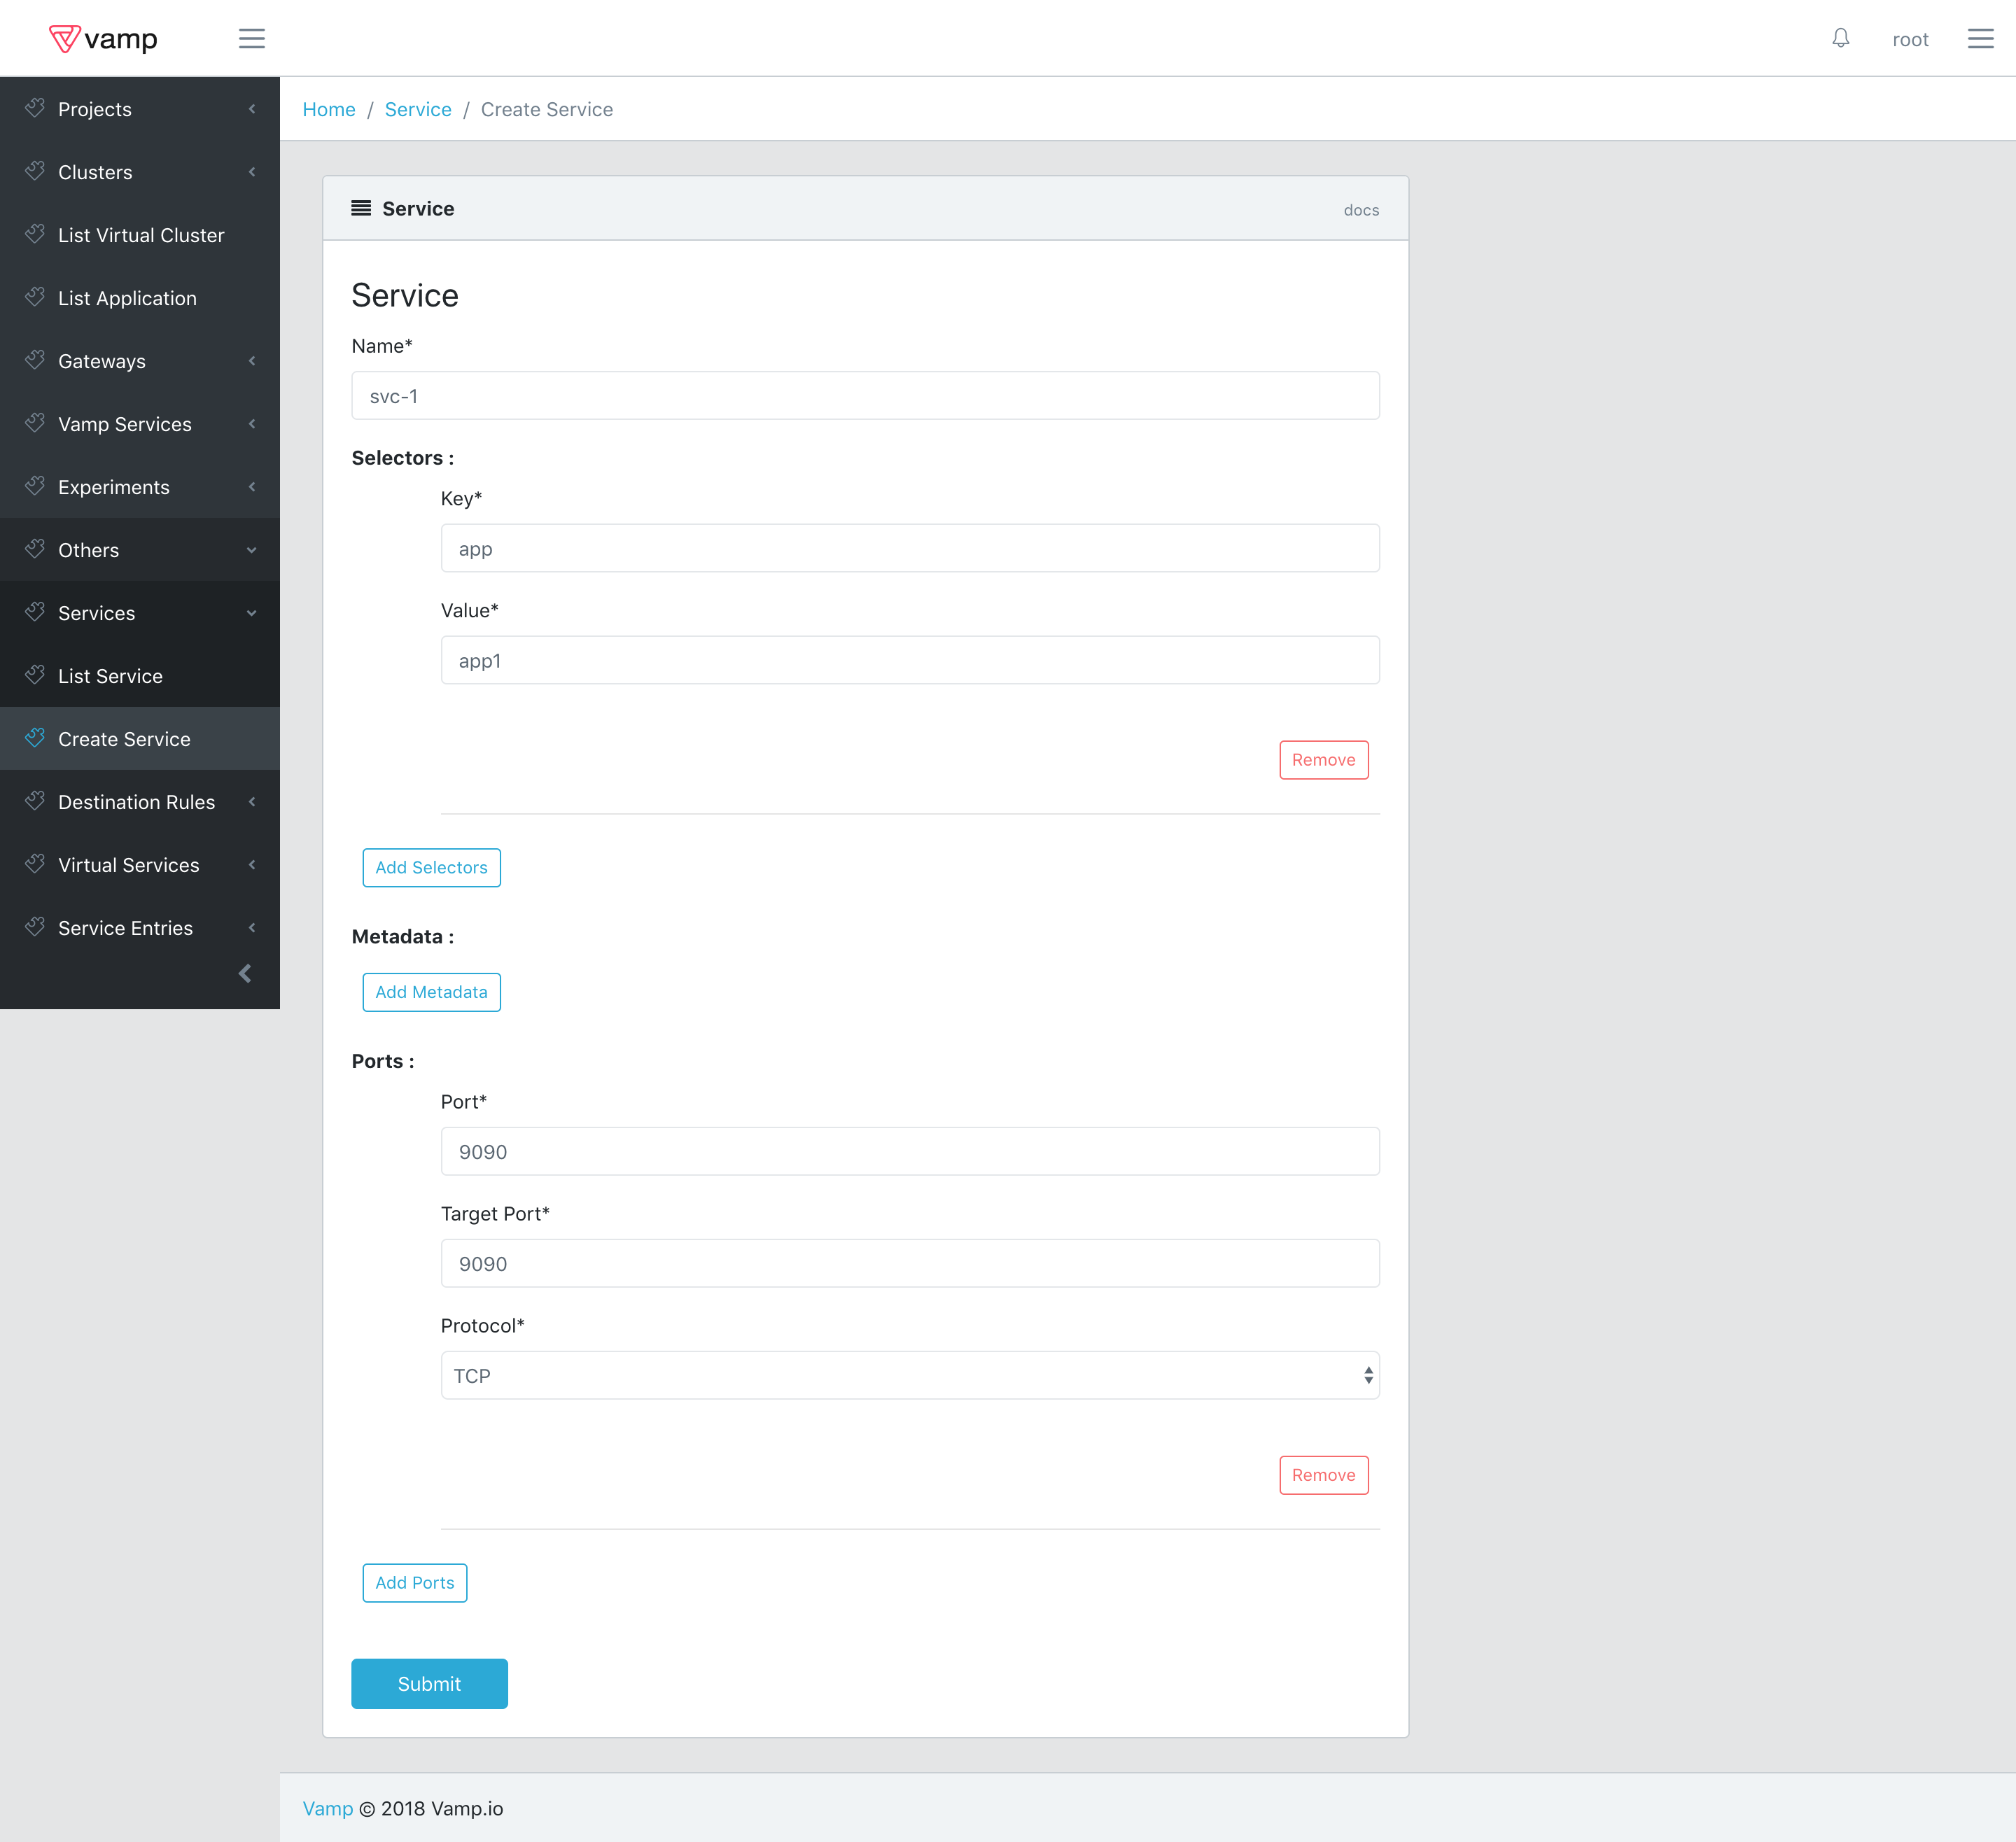 vamp
root
Projects
Clusters
List Virtual Cluster
List Application
Gateways
Vamp Services
Experiments
Others
Services
List Service
Create Service
Destination Rules
Virtual Services
Service Entries
Home / Service / Create Service
Service docs
Service
Name*
svc-1
Selectors :
Key*
app
Value*
app1
Remove
Add Selectors
Metadata :
Add Metadata
Ports :
Port*
9090
Target Port*
9090
Protocol*
TCP
Remove
Add Ports
Submit
Vamp © 2018 Vamp.io